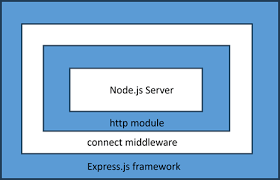 Node.js Server
http module
connect middleware
Express.js framework